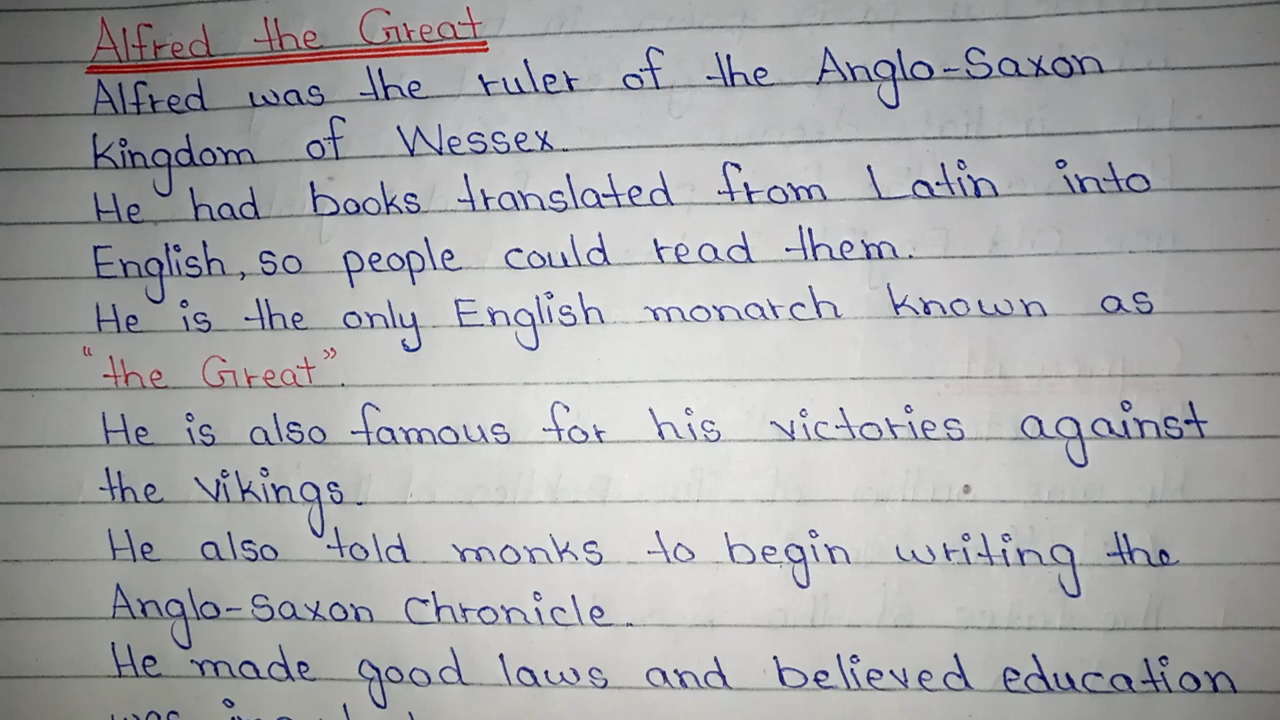 Alfred the Great
Alfred was the ruler of the Anglo-Saxon
Kingdom of Wessex.
He had books translated from Latin into
English, so people could read them.
He is the only English monarch known as
"the Great".
He is also famous for his victories against
the vikings.
He also told monks to begin writing the
Anglo-Saxon Chronicle.
He made good laws and believed education
was